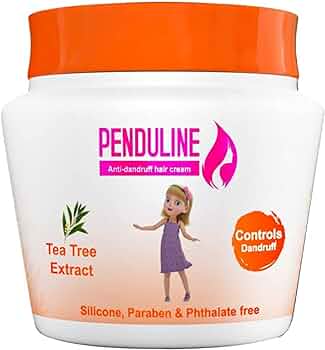 PENDULINE
Anti-dandruff hair cream
Tea Tree
Extract
Controls
Dandruff
Silicone, Paraben & Phthalate free